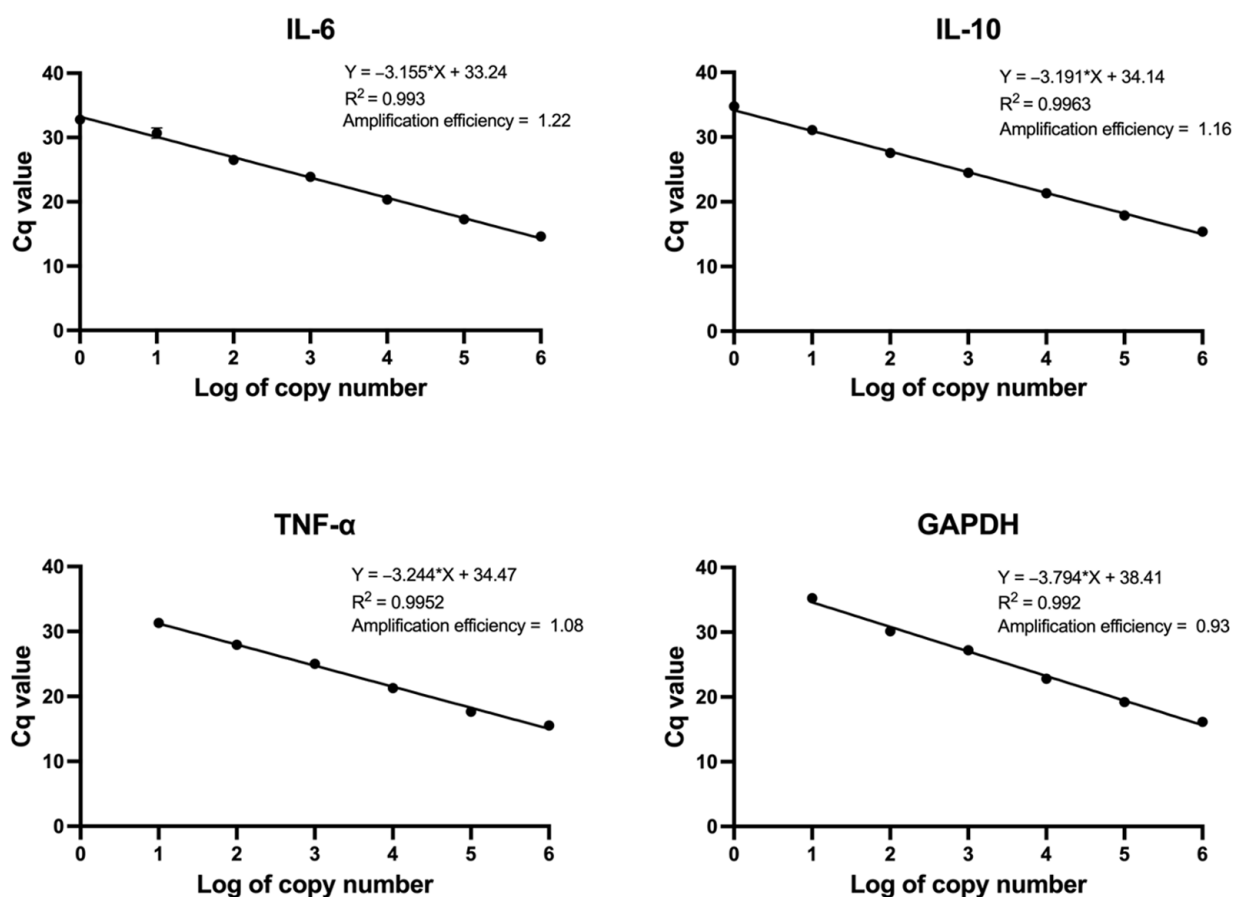 IL-6
Y = –3.155*X + 33.24
R² = 0.993
Amplification efficiency = 1.22
40
30
20
10
0
Cq value
0 1 2 3 4 5 6
Log of copy number
IL-10
Y = –3.191*X + 34.14
R² = 0.9963
Amplification efficiency = 1.16
40
30
20
10
0
Cq value
0 1 2 3 4 5 6
Log of copy number
TNF-α
Y = –3.244*X + 34.47
R² = 0.9952
Amplification efficiency = 1.08
40
30
20
10
0
Cq value
0 1 2 3 4 5 6
Log of copy number
GAPDH
Y = –3.794*X + 38.41
R² = 0.992
Amplification efficiency = 0.93
40
30
20
10
0
Cq value
0 1 2 3 4 5 6
Log of copy number